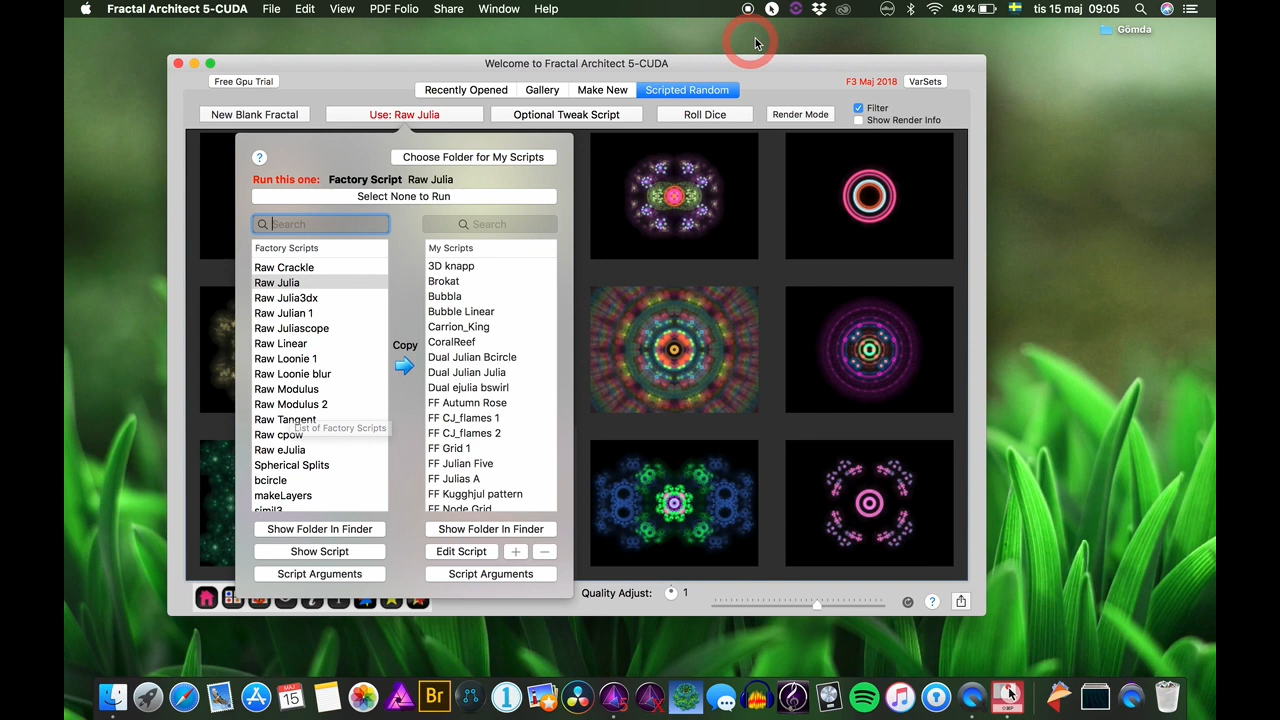 Fractal Architect 5-CUDA File Edit View PDF Folio Share Window Help 49 % tis 15 maj 09:05
Gömda
Welcome to Fractal Architect 5-CUDA
Free Gpu Trial
Recently Opened Gallery Make New Scripted Random
F3 Maj 2018 VarSets
New Blank Fractal Use: Raw Julia Optional Tweak Script Roll Dice Render Mode
Filter
Show Render Info
? Choose Folder for My Scripts
Run this one: Factory Script Raw Julia
Select None to Run
Search Search
Factory Scripts
Raw Crackle
Raw Julia
Raw Julia3dx
Raw Julian 1
Raw Juliascope
Raw Linear
Raw Loonie 1
Raw Loonie blur
Raw Modulus
Raw Modulus 2
Raw Tangent
List of Factory Scripts
Raw cpow
Raw eJulia
Spherical Splits
bcircle
makeLayers
simil3
Copy
My Scripts
3D knapp
Brokat
Bubbla
Bubble Linear
Carrion_King
CoralReef
Dual Julian Bcircle
Dual Julian Julia
Dual ejulia bswirl
FF Autumn Rose
FF CJ_flames 1
FF CJ_flames 2
FF Grid 1
FF Julian Five
FF Julias A
FF Kugghjul pattern
FF Node Grid
Show Folder In Finder Show Folder In Finder
Show Script Edit Script + −
Script Arguments Script Arguments
Quality Adjust: 1
?
MAJ
15
Br
1